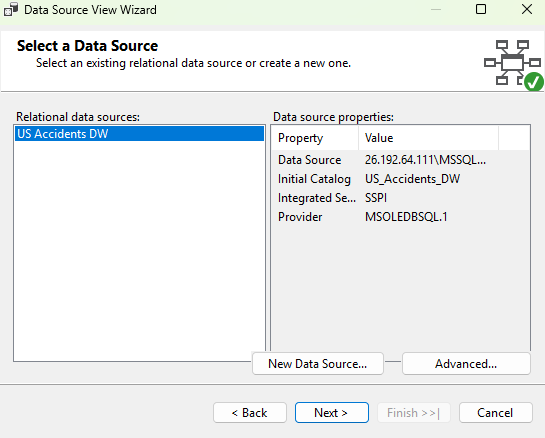 Data Source View Wizard
Select a Data Source
Select an existing relational data source or create a new one.
Relational data sources:
US Accidents DW
Data source properties:
Property Value
Data Source 26.192.64.111\MSSQL...
Initial Catalog US_Accidents_DW
Integrated Se... SSPI
Provider MSOLEDBSQL.1
New Data Source... Advanced...
< Back Next > Finish >>| Cancel